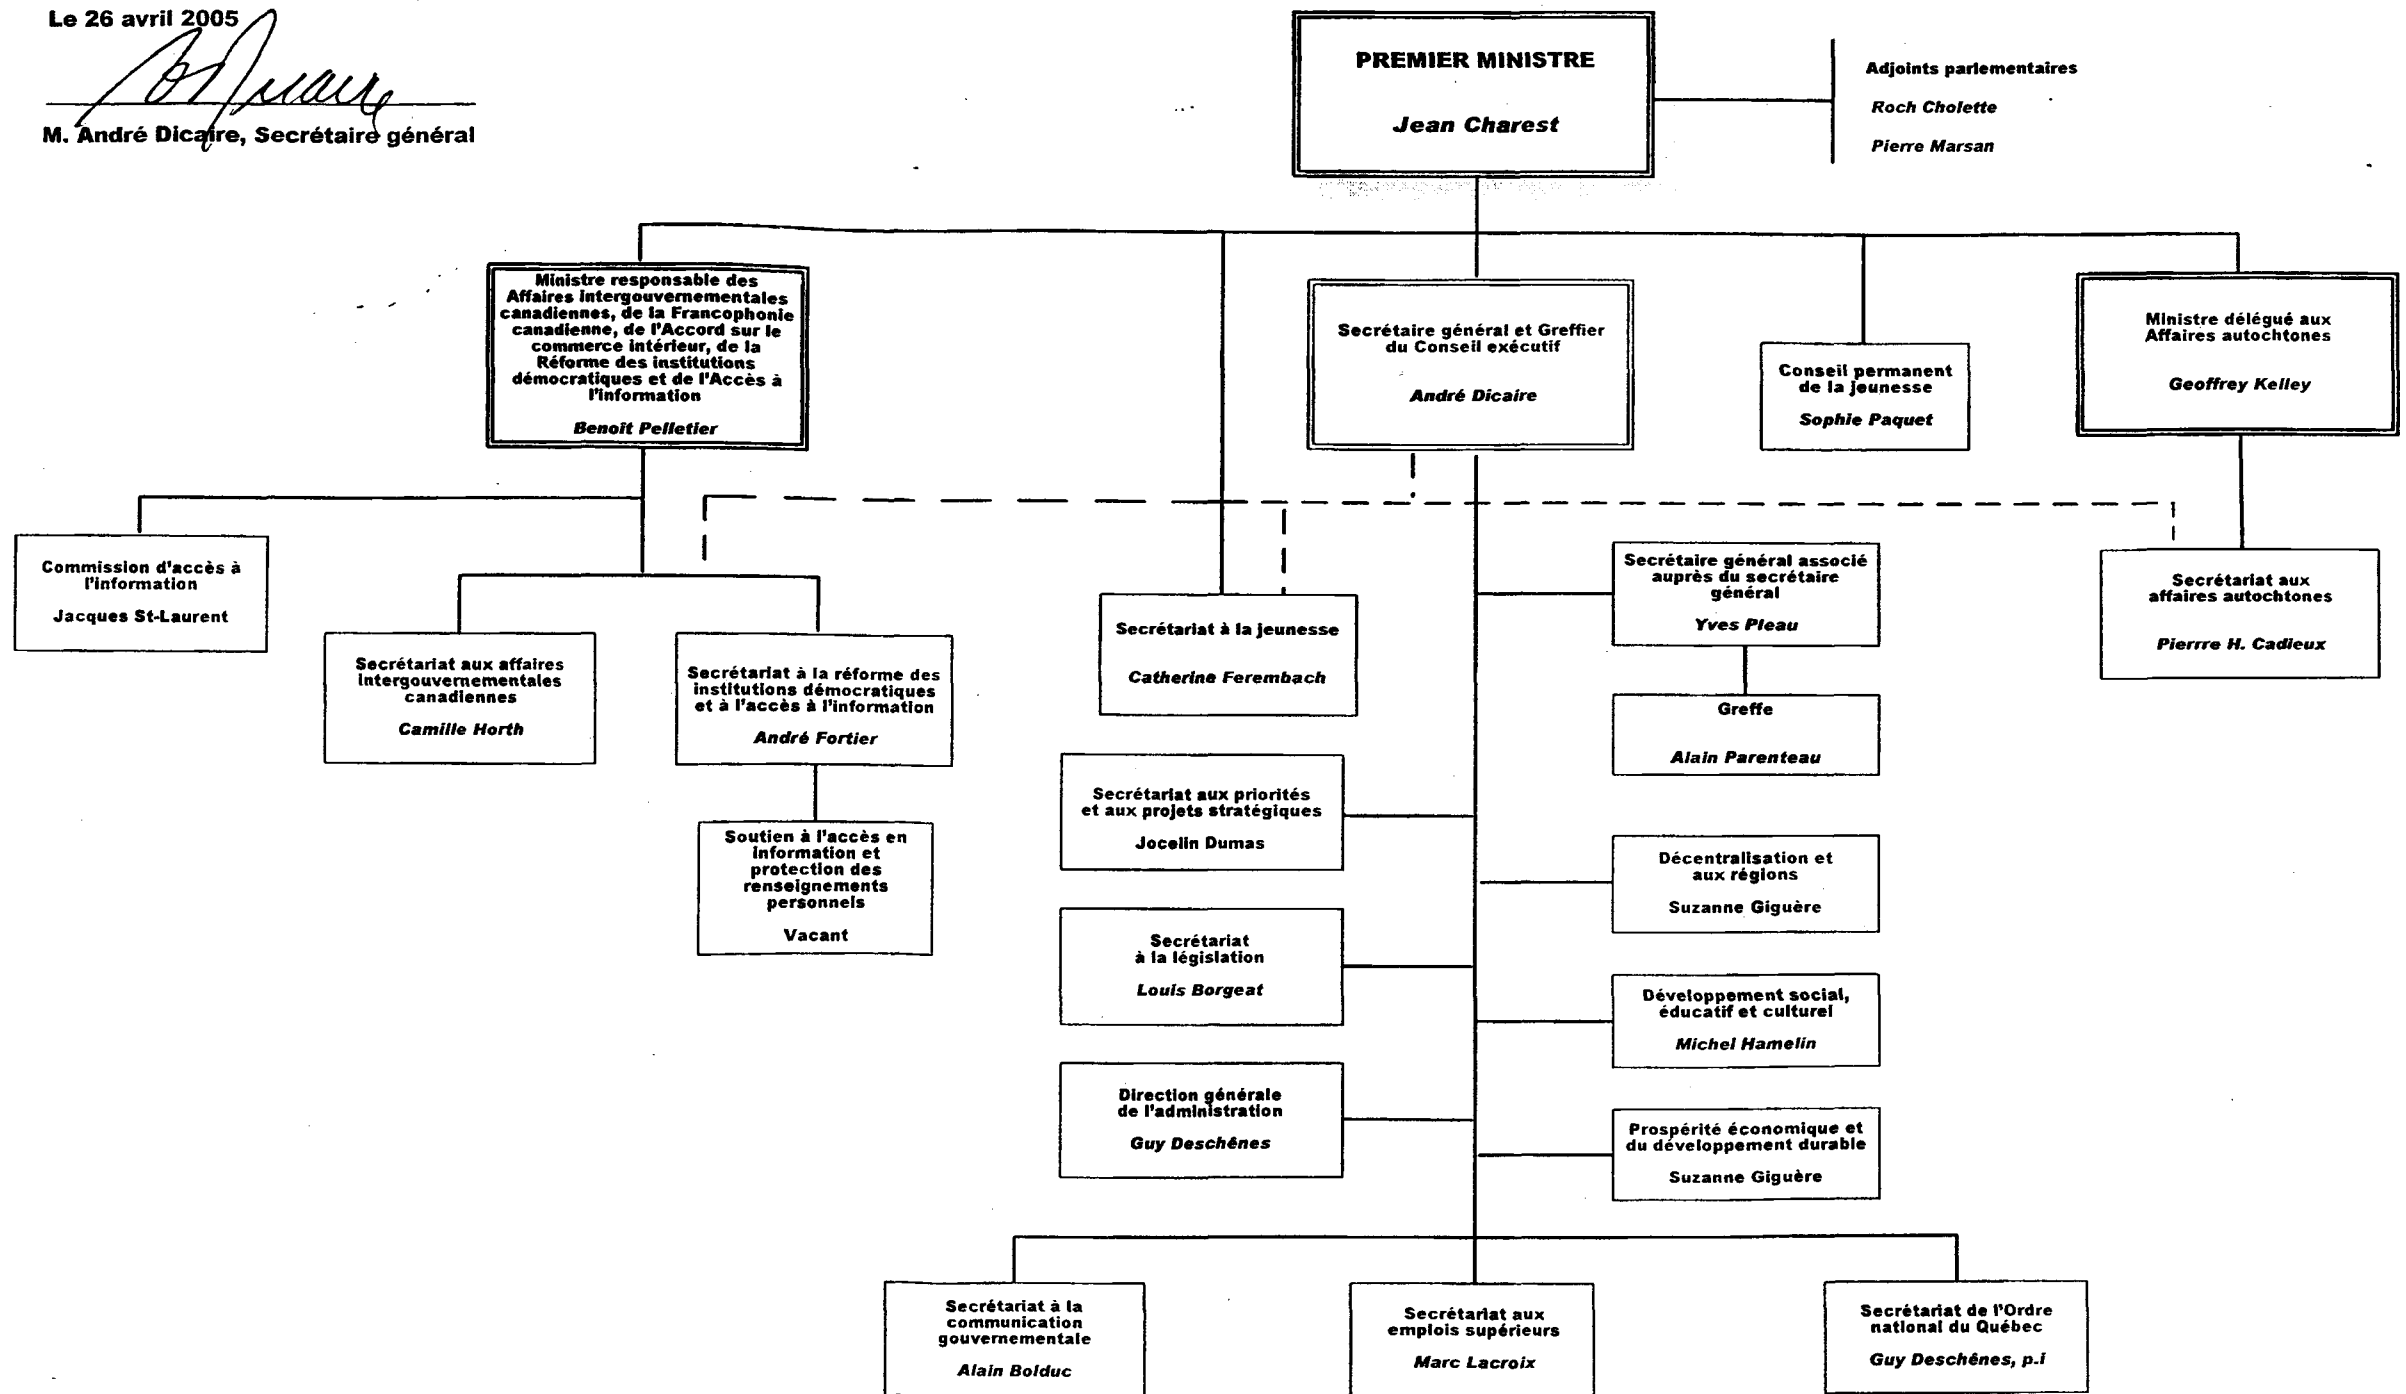 Le 26 avril 2005
M. André Dicaire, Secrétaire général
PREMIER MINISTRE
Jean Charest
Adjoints parlementaires
Roch Cholette
Pierre Marsan
Ministre responsable des
Affaires intergouvernementales
canadiennes, de la Francophonie
canadienne, de l'Accord sur le
commerce intérieur, de la
Réforme des institutions
démocratiques et de l'Accès à
l'information
Benoît Pelletier
Secrétaire général et Greffier
du Conseil exécutif
André Dicaire
Conseil permanent
de la jeunesse
Sophie Paquet
Ministre délégué aux
Affaires autochtones
Geoffrey Kelley
Commission d'accès à
l'information
Jacques St-Laurent
Secrétariat aux affaires
intergouvernementales
canadiennes
Camille Horth
Secrétariat à la réforme des
institutions démocratiques
et à l'accès à l'information
André Fortier
Soutien à l'accès en
information et
protection des
renseignements
personnels
Vacant
Secrétariat à la jeunesse
Catherine Ferembach
Secrétaire général associé
auprès du secrétaire
général
Yves Pleau
Greffe
Alain Parenteau
Secrétariat aux
affaires autochtones
Pierrre H. Cadieux
Secrétariat aux priorités
et aux projets stratégiques
Jocelin Dumas
Décentralisation et
aux régions
Suzanne Giguère
Secrétariat
à la législation
Louis Borgeat
Développement social,
éducatif et culturel
Michel Hamelin
Direction générale
de l'administration
Guy Deschênes
Prospérité économique et
du développement durable
Suzanne Giguère
Secrétariat à la
communication
gouvernementale
Alain Bolduc
Secrétariat aux
emplois supérieurs
Marc Lacroix
Secrétariat de l'Ordre
national du Québec
Guy Deschênes, p.i